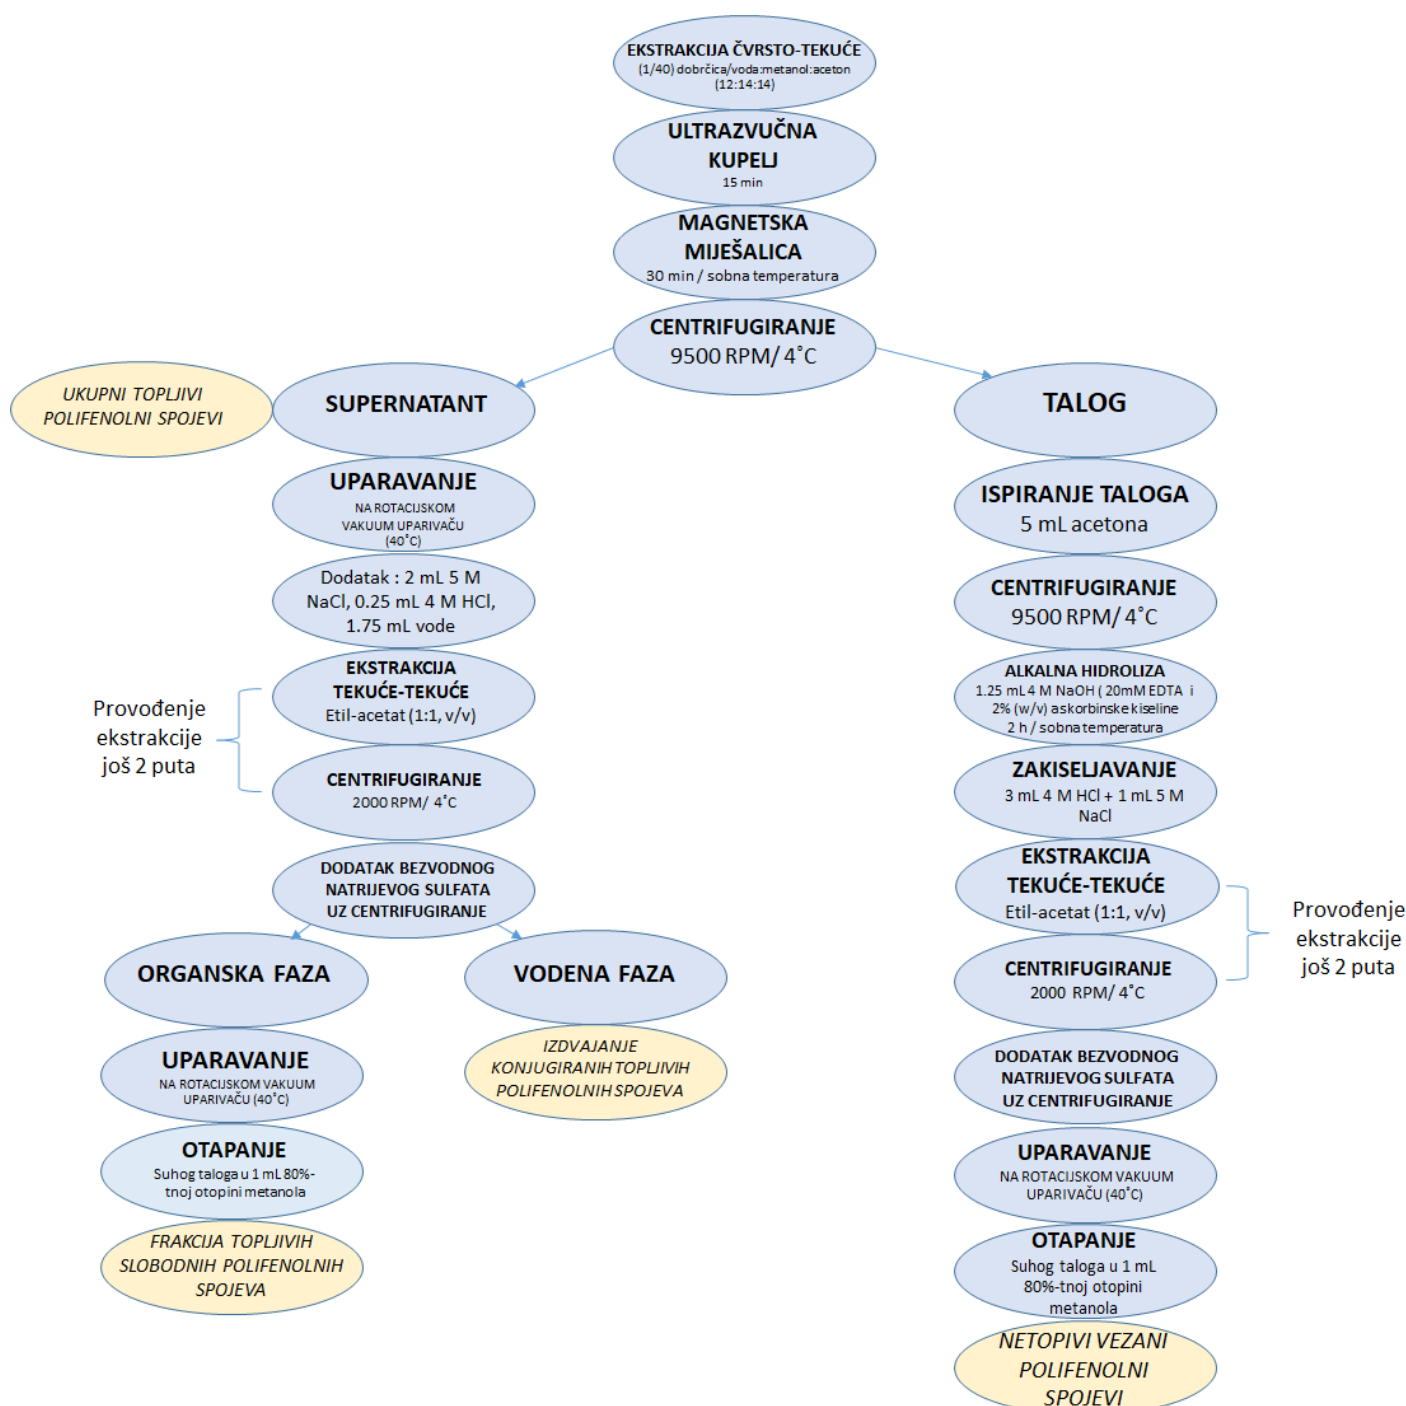 EKSTRAKCIJA ČVRSTO-TEKUĆE
(1/40) dobrčica/voda:metanol:aceton
(12:14:14)
ULTRAZVUČNA
KUPELJ
15 min
MAGNETSKA
MIJEŠALICA
30 min / sobna temperatura
CENTRIFUGIRANJE
9500 RPM/ 4˚C
UKUPNI TOPLJIVI
POLIFENOLNI SPOJEVI
SUPERNATANT
UPARAVANJE
NA ROTACIJSKOM
VAKUUM UPARIVAČU
(40˚C)
Dodatak : 2 mL 5 M
NaCl, 0.25 mL 4 M HCl,
1.75 mL vode
EKSTRAKCIJA
TEKUĆE-TEKUĆE
Etil-acetat (1:1, v/v)
Provođenje
ekstrakcije
još 2 puta
CENTRIFUGIRANJE
2000 RPM/ 4˚C
DODATAK BEZVODNOG
NATRIJEVOG SULFATA
UZ CENTRIFUGIRANJE
ORGANSKA FAZA
UPARAVANJE
NA ROTACIJSKOM VAKUUM
UPARIVAČU (40˚C)
OTAPANJE
Suhog taloga u 1 mL 80%-
tnoj otopini metanola
FRAKCIJA TOPLJIVIH
SLOBODNIH POLIFENOLNIH
SPOJEVA
VODENA FAZA
IZDVAJANJE
KONJUGIRANIH TOPLJIVIH
POLIFENOLNIH SPOJEVA
TALOG
ISPIRANJE TALOGA
5 mL acetona
CENTRIFUGIRANJE
9500 RPM/ 4˚C
ALKALNA HIDROLIZA
1.25 mL 4 M NaOH ( 20mM EDTA i
2% (w/v) askorbinske kiseline
2 h / sobna temperatura
ZAKISELJAVANJE
3 mL 4 M HCl + 1 mL 5 M
NaCl
EKSTRAKCIJA
TEKUĆE-TEKUĆE
Etil-acetat (1:1, v/v)
Provođenje
ekstrakcije
još 2 puta
CENTRIFUGIRANJE
2000 RPM/ 4˚C
DODATAK BEZVODNOG
NATRIJEVOG SULFATA
UZ CENTRIFUGIRANJE
UPARAVANJE
NA ROTACIJSKOM VAKUUM
UPARIVAČU (40˚C)
OTAPANJE
Suhog taloga u 1 mL
80%-tnoj otopini
metanola
NETOPIVI VEZANI
POLIFENOLNI
SPOJEVI